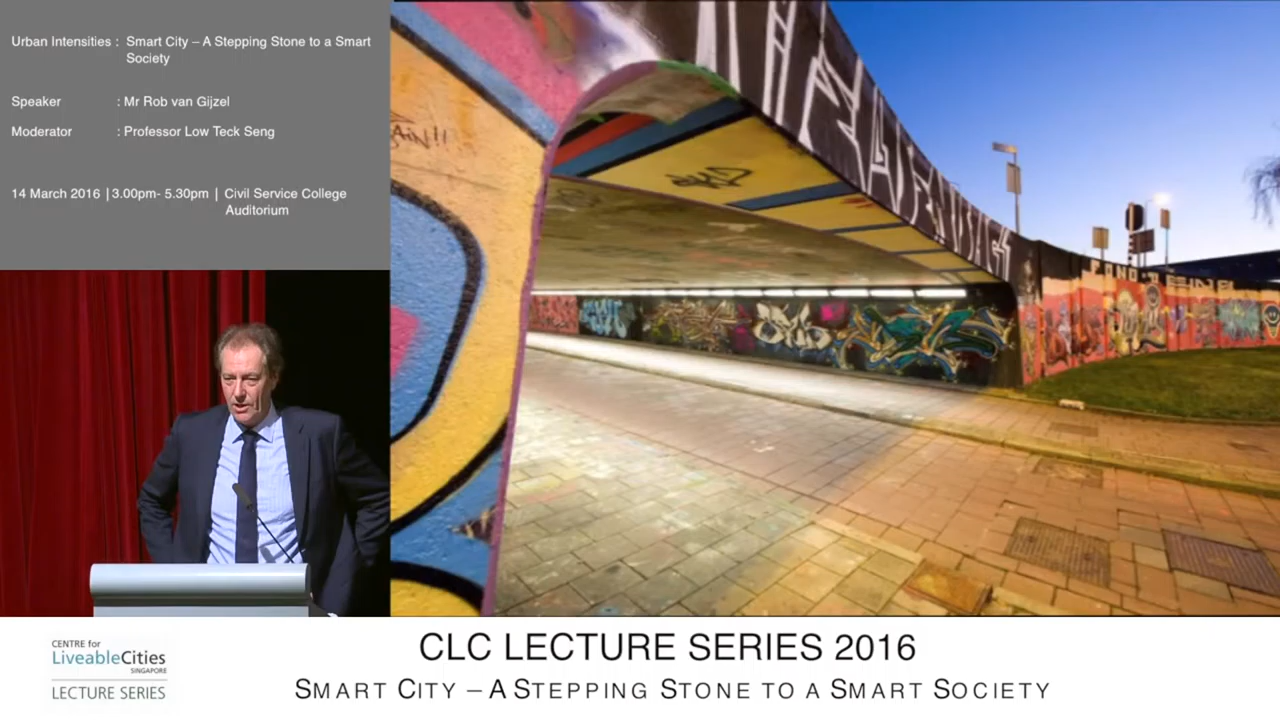 Urban Intensities : Smart City – A Stepping Stone to a Smart
Society
Speaker : Mr Rob van Gijzel
Moderator : Professor Low Teck Seng
14 March 2016 | 3.00pm- 5.30pm | Civil Service College
Auditorium
CENTRE for
LiveableCities
SINGAPORE
LECTURE SERIES
CLC LECTURE SERIES 2016
SMART CITY – A STEPPING STONE TO A SMART SOCIETY